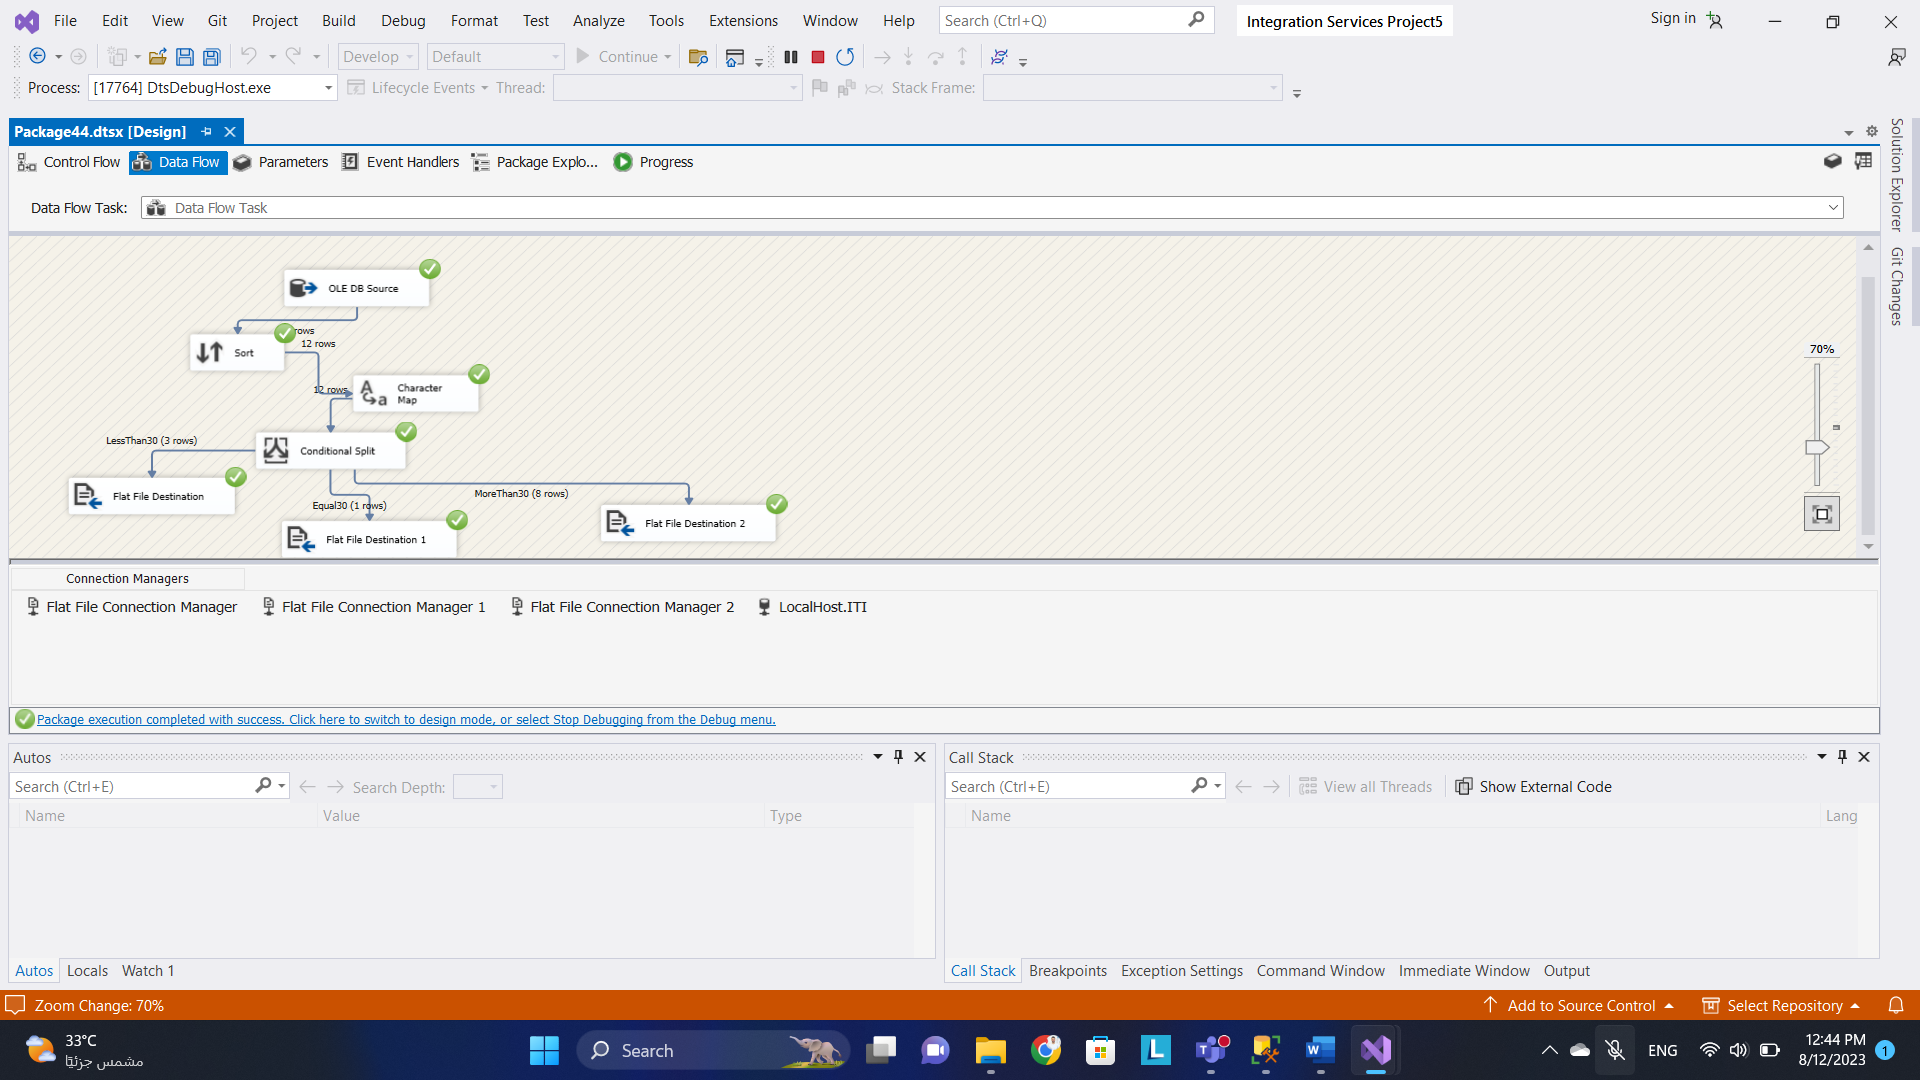 File Edit View Git Project Build Debug Format Test Analyze Tools Extensions Window Help Search (Ctrl+Q) Integration Services Project5 Sign in
Develop Default Continue
Process: [17764] DtsDebugHost.exe Lifecycle Events Thread: Stack Frame:
Package44.dtsx [Design]
Control Flow Data Flow Parameters Event Handlers Package Explo... Progress
Data Flow Task: Data Flow Task
OLE DB Source
rows
12 rows
Sort
12 rows
Character
Map
LessThan30 (3 rows)
Conditional Split
Flat File Destination
MoreThan30 (8 rows)
Equal30 (1 rows)
Flat File Destination 2
Flat File Destination 1
70%
Solution Explorer
Git Changes
Connection Managers
Flat File Connection Manager Flat File Connection Manager 1 Flat File Connection Manager 2 LocalHost.ITI
Package execution completed with success. Click here to switch to design mode, or select Stop Debugging from the Debug menu.
Autos
Search (Ctrl+E) Search Depth:
Name Value Type
Autos Locals Watch 1
Call Stack
Search (Ctrl+E) View all Threads Show External Code
Name Lang
Call Stack Breakpoints Exception Settings Command Window Immediate Window Output
Zoom Change: 70% Add to Source Control Select Repository
33°C
مشمس جزئيًا
Search
ENG
12:44 PM
8/12/2023
1